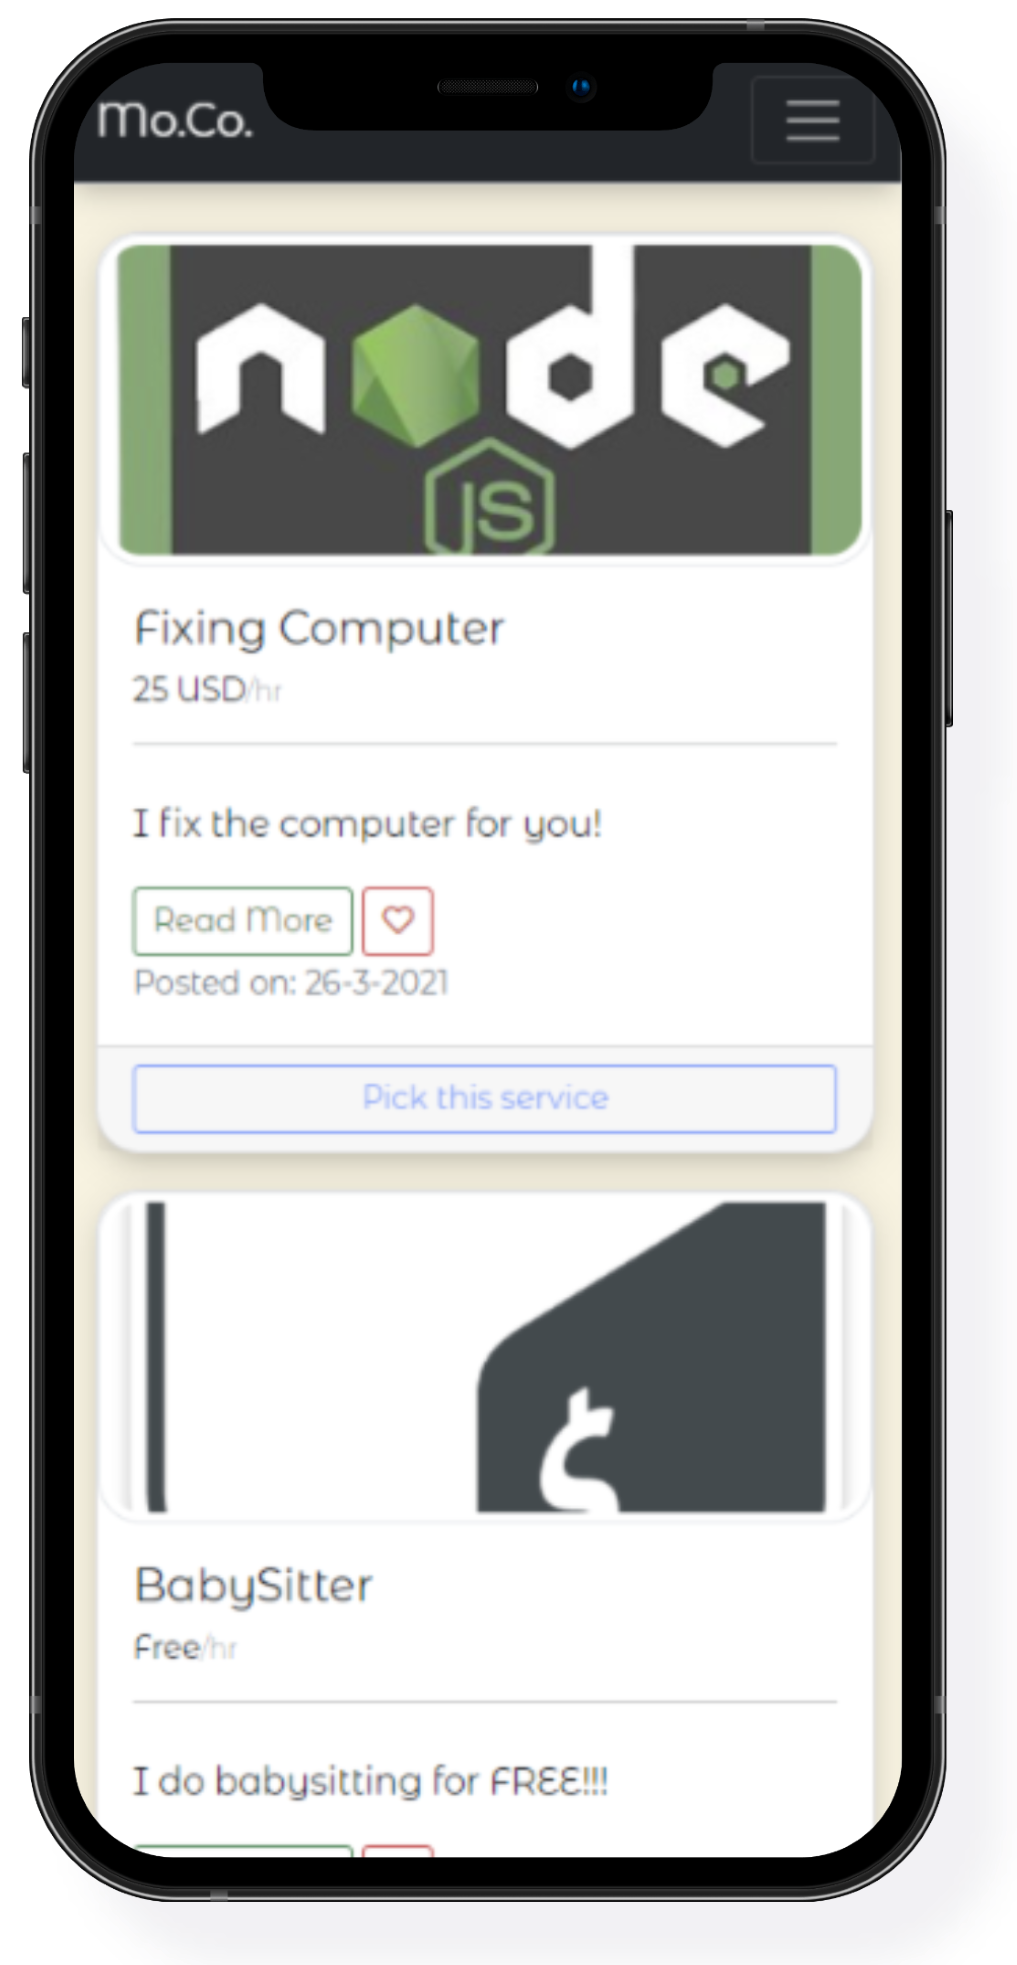 Mo.Co.
node
JS
Fixing Computer
25 USD/hr
I fix the computer for you!
Read More
Posted on: 26-3-2021
Pick this service
BabySitter
Free/hr
I do babysitting for FREE!!!